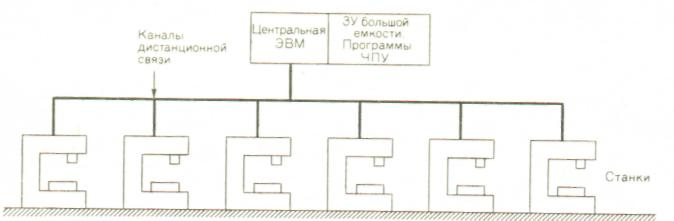 Каналы
дистанционной
связи
Центральная
ЭВМ
ЗУ большой
емкости.
Программы
ЧПУ
Станки